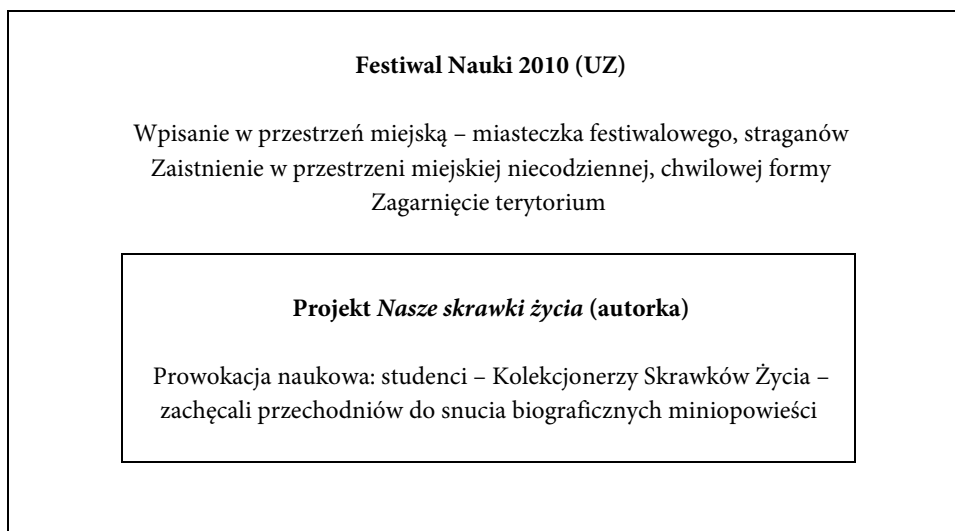 Festiwal Nauki 2010 (UZ)
Wpisanie w przestrzeń miejską – miasteczka festiwalowego, straganów
Zaistnienie w przestrzeni miejskiej niecodziennej, chwilowej formy
Zagarnięcie terytorium
Projekt Nasze skrawki życia (autorka)
Prowokacja naukowa: studenci – Kolekcjonerzy Skrawków Życia –
zachęcali przechodniów do snucia biograficznych miniopowieści